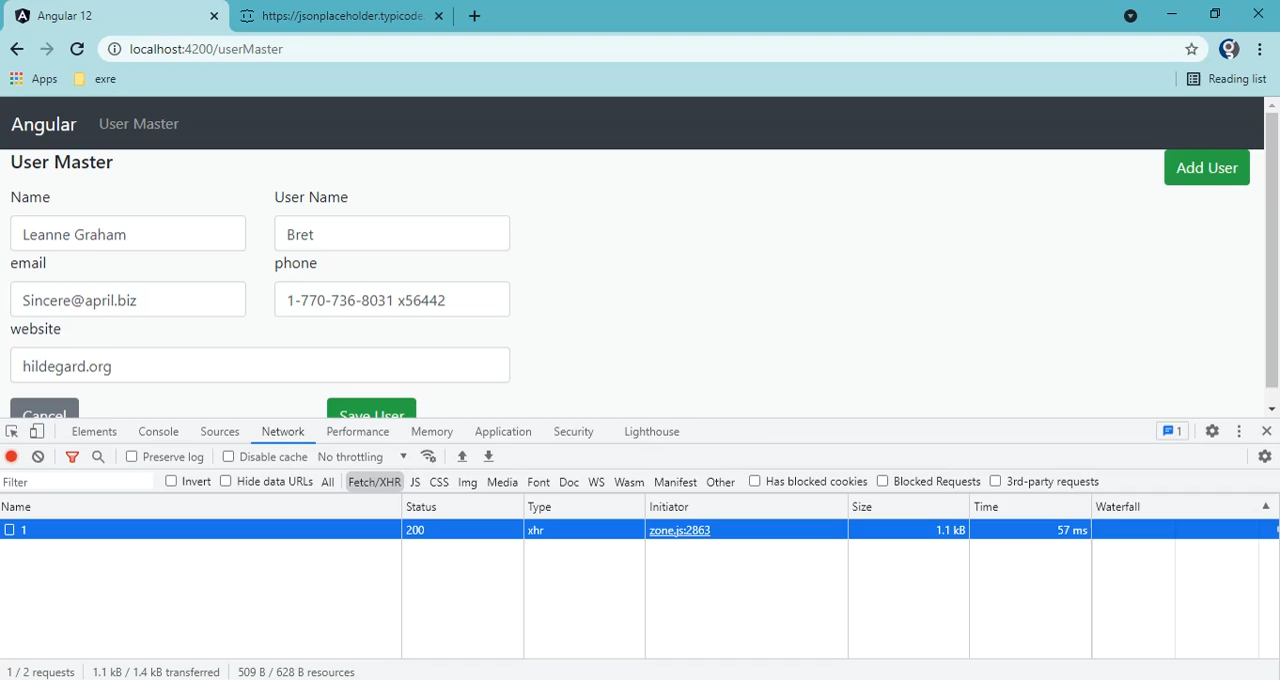 Angular 12
https://jsonplaceholder.typicode.
localhost:4200/userMaster
Apps exre Reading list
Angular User Master
User Master Add User
Name User Name
Leanne Graham Bret
email phone
Sincere@april.biz 1-770-736-8031 x56442
website
hildegard.org
Cancel Save User
Elements Console Sources Network Performance Memory Application Security Lighthouse 1
Preserve log Disable cache No throttling
Filter Invert Hide data URLs All Fetch/XHR JS CSS Img Media Font Doc WS Wasm Manifest Other Has blocked cookies Blocked Requests 3rd-party requests
Name Status Type Initiator Size Time Waterfall
1 200 xhr zone.js:2863 1.1 kB 57 ms
1 / 2 requests 1.1 kB / 1.4 kB transferred 509 B / 628 B resources